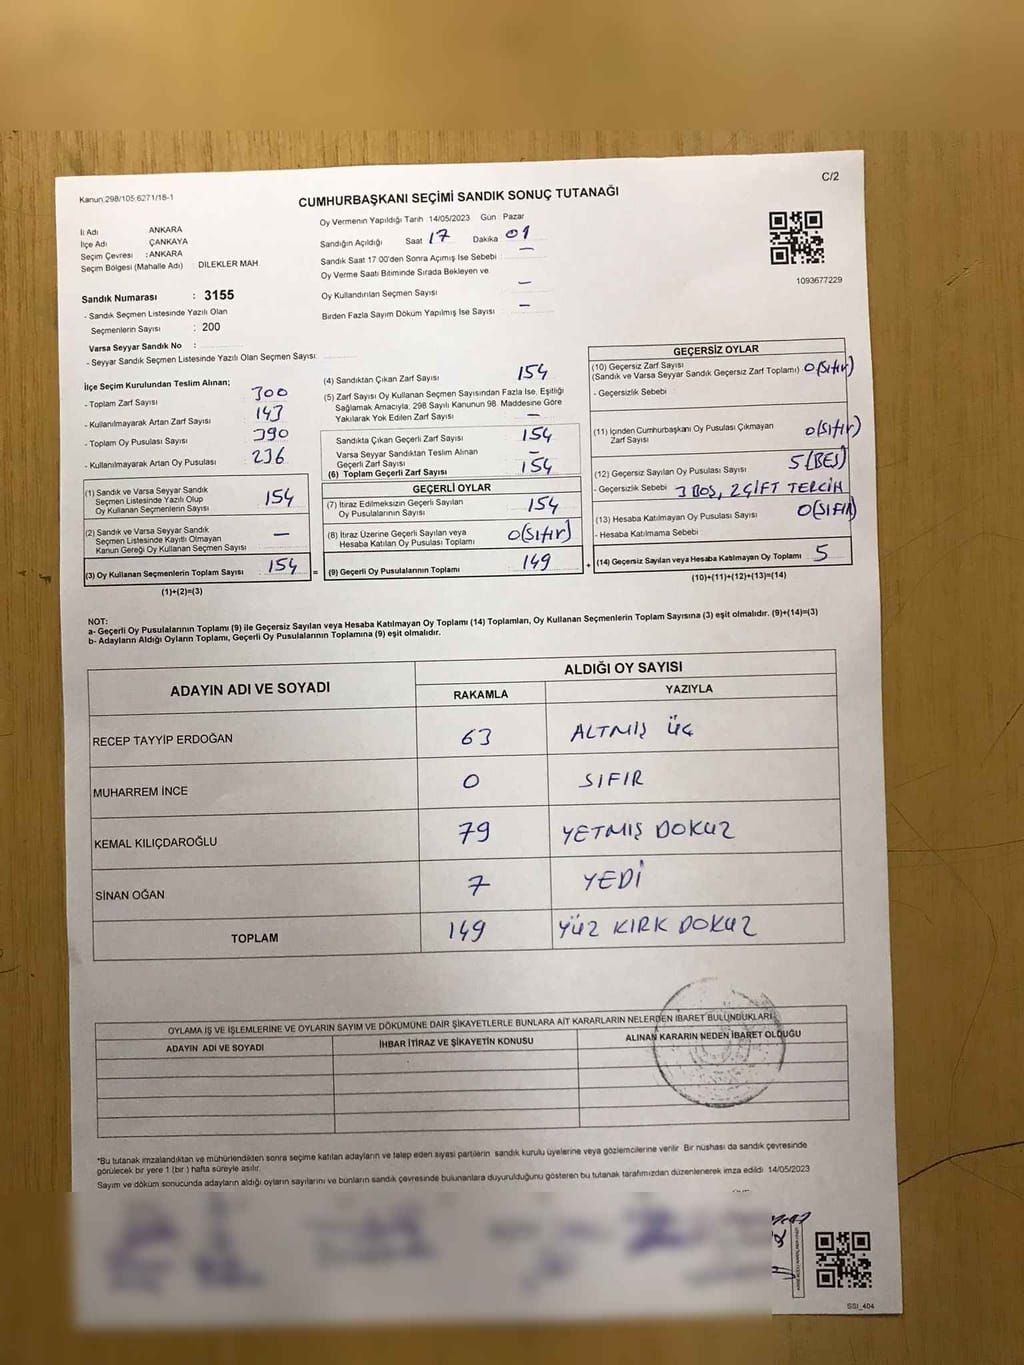 Kanun 298/105:6271/18-1
C/2
CUMHURBAŞKANI SEÇİMİ SANDIK SONUÇ TUTANAĞI
İl Adı : ANKARA
İlçe Adı : ÇANKAYA
Seçim Çevresi : ANKARA
Seçim Bölgesi (Mahalle Adı) : DİLEKLER MAH
Sandık Numarası : 3155
- Sandık Seçmen Listesinde Yazılı Olan
Seçmenlerin Sayısı : 200
Varsa Seyyar Sandık No :
- Seyyar Sandık Seçmen Listesinde Yazılı Olan Seçmen Sayısı:
Oy Vermenin Yapıldığı Tarih :14/05/2023 Gün : Pazar
Sandığın Açıldığı Saat 17 Dakika 01
Sandık Saat 17:00'den Sonra Açımış İse Sebebi : —
Oy Verme Saati Bitiminde Sırada Bekleyen ve
Oy Kullandırılan Seçmen Sayısı —
Birden Fazla Sayım Döküm Yapılmış İse Sayısı —
1093677229
İlçe Seçim Kurulundan Teslim Alınan;
- Toplam Zarf Sayısı 300
- Kullanılmayarak Artan Zarf Sayısı 143
- Toplam Oy Pusulası Sayısı 390
- Kullanılmayarak Artan Oy Pusulası 236
(1) Sandık ve Varsa Seyyar Sandık
Seçmen Listesinde Yazılı Olup
Oy Kullanan Seçmenlerin Sayısı 154
(2) Sandık ve Varsa Seyyar Sandık
Seçmen Listesinde Kayıtlı Olmayan
Kanun Gereği Oy Kullanan Seçmen Sayısı —
(3) Oy Kullanan Seçmenlerin Toplam Sayısı 154 =
(1)+(2)=(3)
(4) Sandıktan Çıkan Zarf Sayısı 154
(5) Zarf Sayısı Oy Kullanan Seçmen Sayısından Fazla İse, Eşitliği
Sağlamak Amacıyla, 298 Sayılı Kanunun 98. Maddesine Göre
Yakılarak Yok Edilen Zarf Sayısı —
Sandıkta Çıkan Geçerli Zarf Sayısı 154
Varsa Seyyar Sandıktan Teslim Alınan
Geçerli Zarf Sayısı —
(6) Toplam Geçerli Zarf Sayısı 154
GEÇERLİ OYLAR
(7) İtiraz Edilmeksizin Geçerli Sayılan
Oy Pusulalarının Sayısı 154
(8) İtiraz Üzerine Geçerli Sayılan veya
Hesaba Katılan Oy Pusulası Toplamı 0(Sıfır)
(9) Geçerli Oy Pusulalarının Toplamı 149 +
GEÇERSİZ OYLAR
(10) Geçersiz Zarf Sayısı
(Sandık ve Varsa Seyyar Sandık Geçersiz Zarf Toplamı) 0(Sıfır)
- Geçersizlik Sebebi
(11) İçinden Cumhurbaşkanı Oy Pusulası Çıkmayan
Zarf Sayısı 0(Sıfır)
(12) Geçersiz Sayılan Oy Pusulası Sayısı 5(BEŞ)
- Geçersizlik Sebebi 3 BOŞ, 2 ÇİFT TERCİH
(13) Hesaba Katılmayan Oy Pusulası Sayısı 0(SIFIR)
- Hesaba Katılmama Sebebi
(14) Geçersiz Sayılan veya Hesaba Katılmayan Oy Toplamı 5
(10)+(11)+(12)+(13)=(14)
NOT:
a- Geçerli Oy Pusulalarının Toplamı (9) ile Geçersiz Sayılan veya Hesaba Katılmayan Oy Toplamı (14) Toplamları, Oy Kullanan Seçmenlerin Toplam Sayısına (3) eşit olmalıdır. (9)+(14)=(3)
b- Adayların Aldığı Oyların Toplamı, Geçerli Oy Pusulalarının Toplamına (9) eşit olmalıdır.
ADAYIN ADI VE SOYADI ALDIĞI OY SAYISI
RAKAMLA YAZIYLA
RECEP TAYYİP ERDOĞAN 63 ALTMIŞ ÜÇ
MUHARREM İNCE 0 SIFIR
KEMAL KILIÇDAROĞLU 79 YETMİŞ DOKUZ
SİNAN OĞAN 7 YEDİ
TOPLAM 149 YÜZ KIRK DOKUZ
OYLAMA İŞ VE İŞLEMLERİNE VE OYLARIN SAYIM VE DÖKÜMÜNE DAİR ŞİKAYETLERLE BUNLARA AİT KARARLARIN NELERDEN İBARET BULUNDUKLARI
ADAYIN ADI VE SOYADI İHBAR İTİRAZ VE ŞİKAYETİN KONUSU ALINAN KARARIN NEDEN İBARET OLDUĞU
*Bu tutanak imzalandıktan ve mühürlendikten sonra seçime katılan adayların ve talep eden siyasi partilerin sandık kurulu üyelerine veya gözlemcilerine verilir. Bir nüshası da sandık çevresinde
görülecek bir yere 1 (bir ) hafta süreyle asılır.
Sayım ve döküm sonucunda adayların aldığı oyların sayılarını ve bunların sandık çevresinde bulunanlara duyurulduğunu gösteren bu tutanak tarafımızdan düzenlenerek imza edildi 14/05/2023
SSI_404